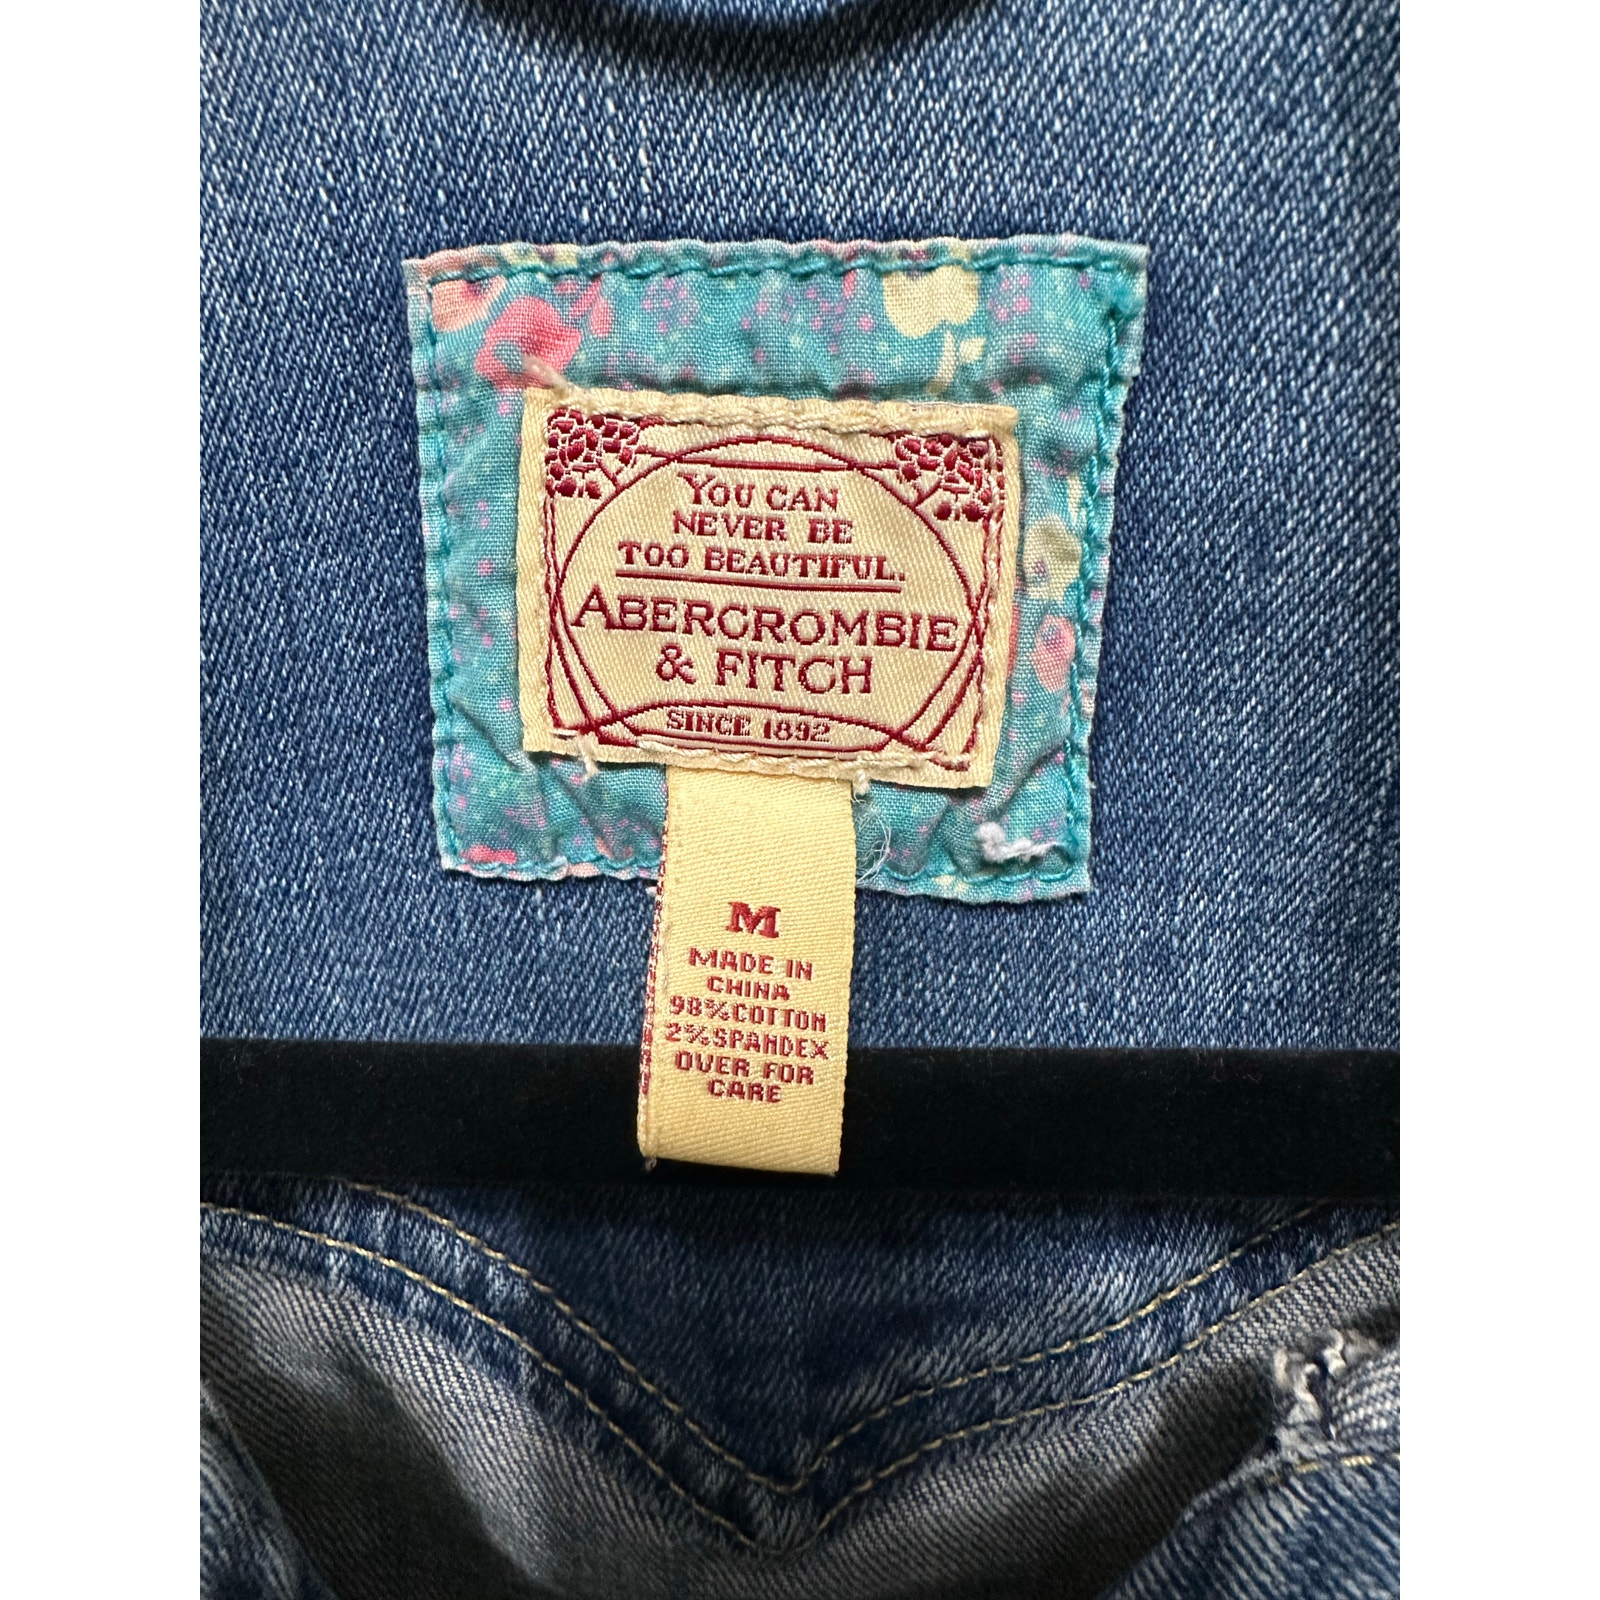 YOU CAN
NEVER BE
TOO BEAUTIFUL.
ABERCROMBIE
& FITCH
SINCE 1892
M
MADE IN
CHINA
98%COTTON
2%SPANDEX
OVER FOR
CARE